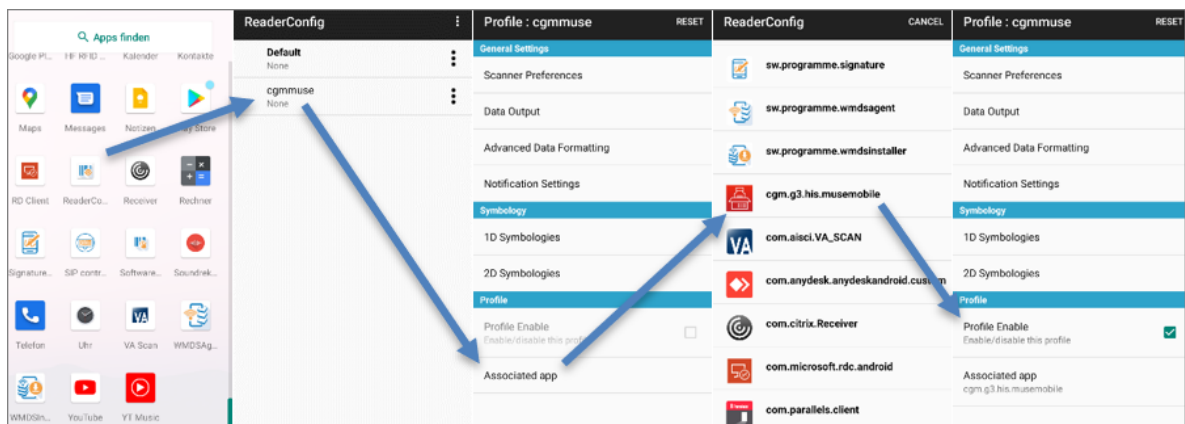 Apps finden
Google Pl... HF RFID ... Kalender Kontakte
Maps Messages Notizen Play Store
RD Client ReaderCo... Receiver Rechner
Signature... SIP contr... Software... Soundrek...
VA
Telefon Uhr VA Scan WMDSAg...
WMDSIn... YouTube YT Music
ReaderConfig
Default
None
cgmmuse
None
Profile : cgmmuse RESET
General Settings
Scanner Preferences
Data Output
Advanced Data Formatting
Notification Settings
Symbology
1D Symbologies
2D Symbologies
Profile
Profile Enable
Enable/disable this profile
Associated app
ReaderConfig CANCEL
sw.programme.signature
sw.programme.wmdsagent
sw.programme.wmdsinstaller
cgm.g3.his.musemobile
VA
com.aisci.VA_SCAN
com.anydesk.anydeskandroid.custom
com.citrix.Receiver
com.microsoft.rdc.android
com.parallels.client
Profile : cgmmuse RESET
General Settings
Scanner Preferences
Data Output
Advanced Data Formatting
Notification Settings
Symbology
1D Symbologies
2D Symbologies
Profile
Profile Enable
Enable/disable this profile
Associated app
cgm.g3.his.musemobile